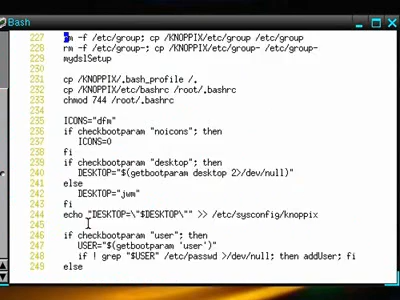 Bash
227 rm -f /etc/group; cp /KNOPPIX/etc/group /etc/group
228 rm -f /etc/group-; cp /KNOPPIX/etc/group- /etc/group-
229 mydslSetup
230
231 cp /KNOPPIX/.bash_profile /.
232 cp /KNOPPIX/etc/bashrc /root/.bashrc
233 chmod 744 /root/.bashrc
234
235 ICONS="dfm"
236 if checkbootparam "noicons"; then
237 ICONS=0
238 fi
239 if checkbootparam "desktop"; then
240 DESKTOP="$(getbootparam desktop 2>/dev/null)"
241 else
242 DESKTOP="jwm"
243 fi
244 echo "DESKTOP=\"$DESKTOP\"" >> /etc/sysconfig/knoppix
245
246 if checkbootparam "user"; then
247 USER="$(getbootparam 'user')"
248 if ! grep "$USER" /etc/passwd >/dev/null; then addUser; fi
249 else